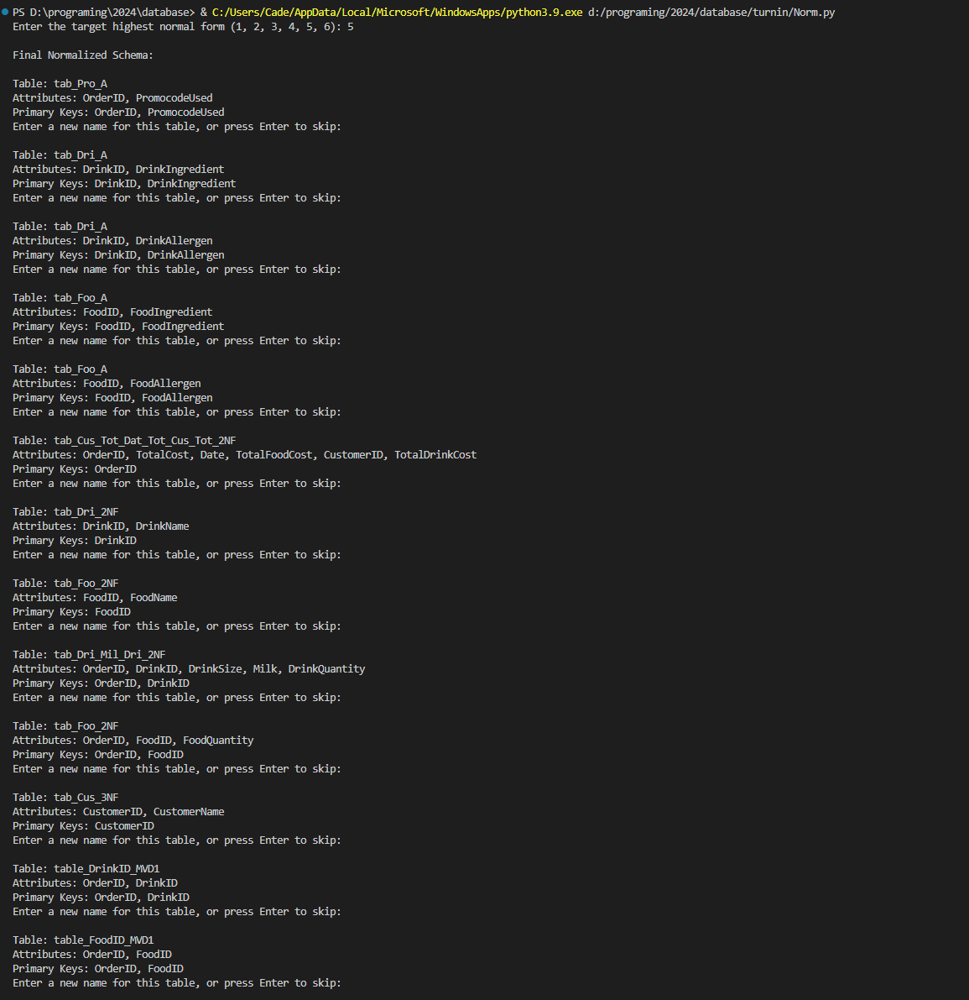 PS D:\programing\2024\database> & C:/Users/Cade/AppData/Local/Microsoft/WindowsApps/python3.9.exe d:/programing/2024/database/turnin/Norm.py
Enter the target highest normal form (1, 2, 3, 4, 5, 6): 5
Final Normalized Schema:
Table: tab_Pro_A
Attributes: OrderID, PromocodeUsed
Primary Keys: OrderID, PromocodeUsed
Enter a new name for this table, or press Enter to skip:
Table: tab_Dri_A
Attributes: DrinkID, DrinkIngredient
Primary Keys: DrinkID, DrinkIngredient
Enter a new name for this table, or press Enter to skip:
Table: tab_Dri_A
Attributes: DrinkID, DrinkAllergen
Primary Keys: DrinkID, DrinkAllergen
Enter a new name for this table, or press Enter to skip:
Table: tab_Foo_A
Attributes: FoodID, FoodIngredient
Primary Keys: FoodID, FoodIngredient
Enter a new name for this table, or press Enter to skip:
Table: tab_Foo_A
Attributes: FoodID, FoodAllergen
Primary Keys: FoodID, FoodAllergen
Enter a new name for this table, or press Enter to skip:
Table: tab_Cus_Tot_Dat_Tot_Cus_Tot_2NF
Attributes: OrderID, TotalCost, Date, TotalFoodCost, CustomerID, TotalDrinkCost
Primary Keys: OrderID
Enter a new name for this table, or press Enter to skip:
Table: tab_Dri_2NF
Attributes: DrinkID, DrinkName
Primary Keys: DrinkID
Enter a new name for this table, or press Enter to skip:
Table: tab_Foo_2NF
Attributes: FoodID, FoodName
Primary Keys: FoodID
Enter a new name for this table, or press Enter to skip:
Table: tab_Dri_Mil_Dri_2NF
Attributes: OrderID, DrinkID, DrinkSize, Milk, DrinkQuantity
Primary Keys: OrderID, DrinkID
Enter a new name for this table, or press Enter to skip:
Table: tab_Foo_2NF
Attributes: OrderID, FoodID, FoodQuantity
Primary Keys: OrderID, FoodID
Enter a new name for this table, or press Enter to skip:
Table: tab_Cus_3NF
Attributes: CustomerID, CustomerName
Primary Keys: CustomerID
Enter a new name for this table, or press Enter to skip:
Table: table_DrinkID_MVD1
Attributes: OrderID, DrinkID
Primary Keys: OrderID, DrinkID
Enter a new name for this table, or press Enter to skip:
Table: table_FoodID_MVD1
Attributes: OrderID, FoodID
Primary Keys: OrderID, FoodID
Enter a new name for this table, or press Enter to skip: